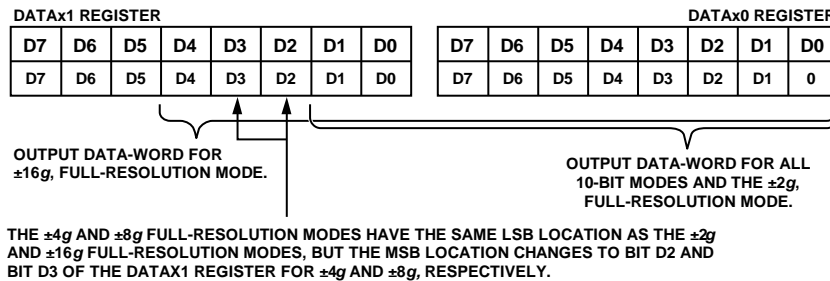 DATAx1 REGISTER
DATAx0 REGISTER
D7 D6 D5 D4 D3 D2 D1 D0
D7 D6 D5 D4 D3 D2 D1 D0
D7 D6 D5 D4 D3 D2 D1 D0
D7 D6 D5 D4 D3 D2 D1 0
OUTPUT DATA-WORD FOR
±16g, FULL-RESOLUTION MODE.
OUTPUT DATA-WORD FOR ALL
10-BIT MODES AND THE ±2g,
FULL-RESOLUTION MODE.
THE ±4g AND ±8g FULL-RESOLUTION MODES HAVE THE SAME LSB LOCATION AS THE ±2g
AND ±16g FULL-RESOLUTION MODES, BUT THE MSB LOCATION CHANGES TO BIT D2 AND
BIT D3 OF THE DATAX1 REGISTER FOR ±4g AND ±8g, RESPECTIVELY.